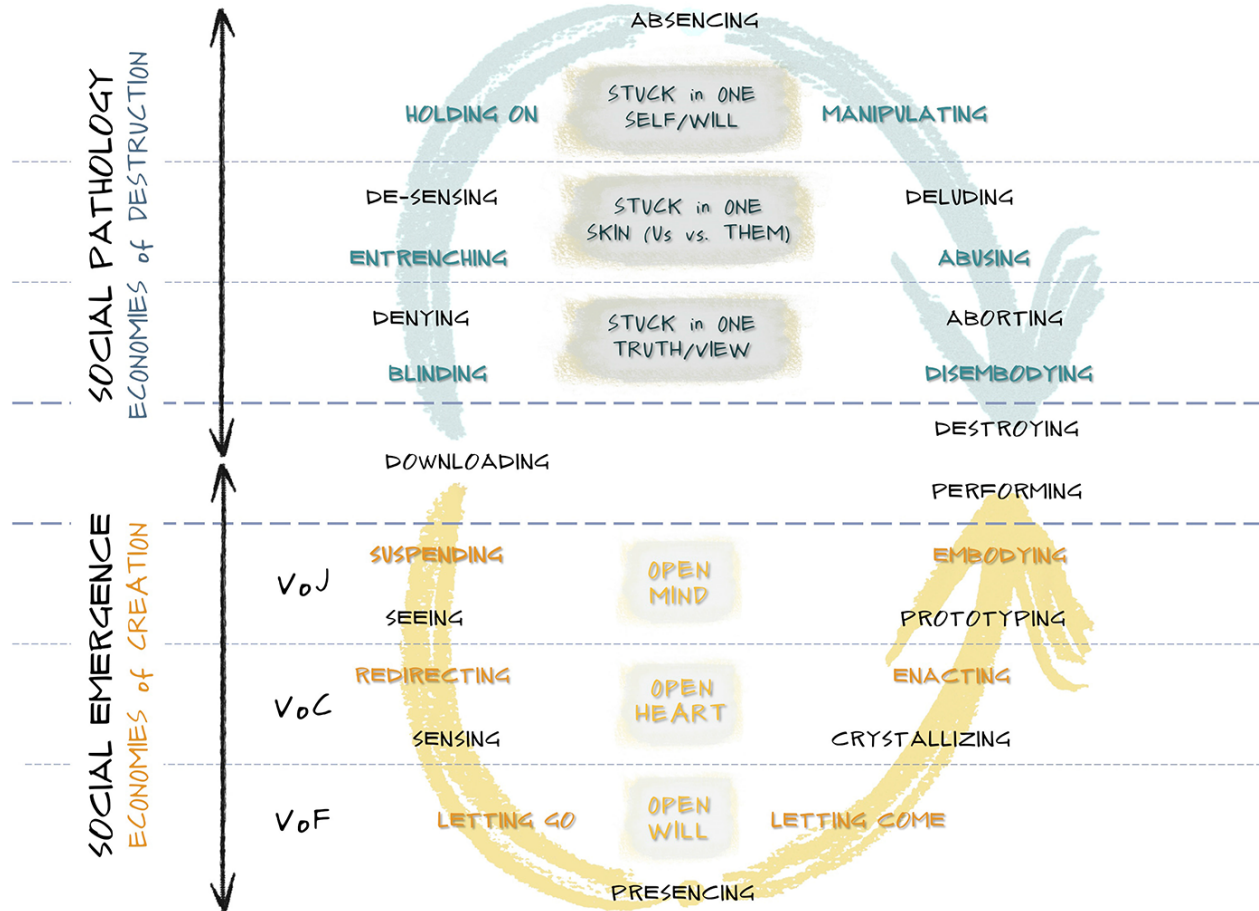 ABSENCING
STUCK in ONE
SELF/WILL
HOLDING ON
MANIPULATING
SOCIAL PATHOLOGY
ECONOMIES of DESTRUCTION
DE-SENSING
STUCK in ONE
SKIN (Us vs. THEM)
DELUDING
ENTRENCHING
ABUSING
DENYING
STUCK in ONE
TRUTH/VIEW
ABORTING
BLINDING
DISEMBODYING
DESTROYING
DOWNLOADING
PERFORMING
SOCIAL EMERGENCE
ECONOMIES of CREATION
SUSPENDING
EMBODYING
VoJ
OPEN
MIND
SEEING
PROTOTYPING
REDIRECTING
ENACTING
VoC
OPEN
HEART
SENSING
CRYSTALLIZING
VoF
LETTING GO
OPEN
WILL
LETTING COME
PRESENCING